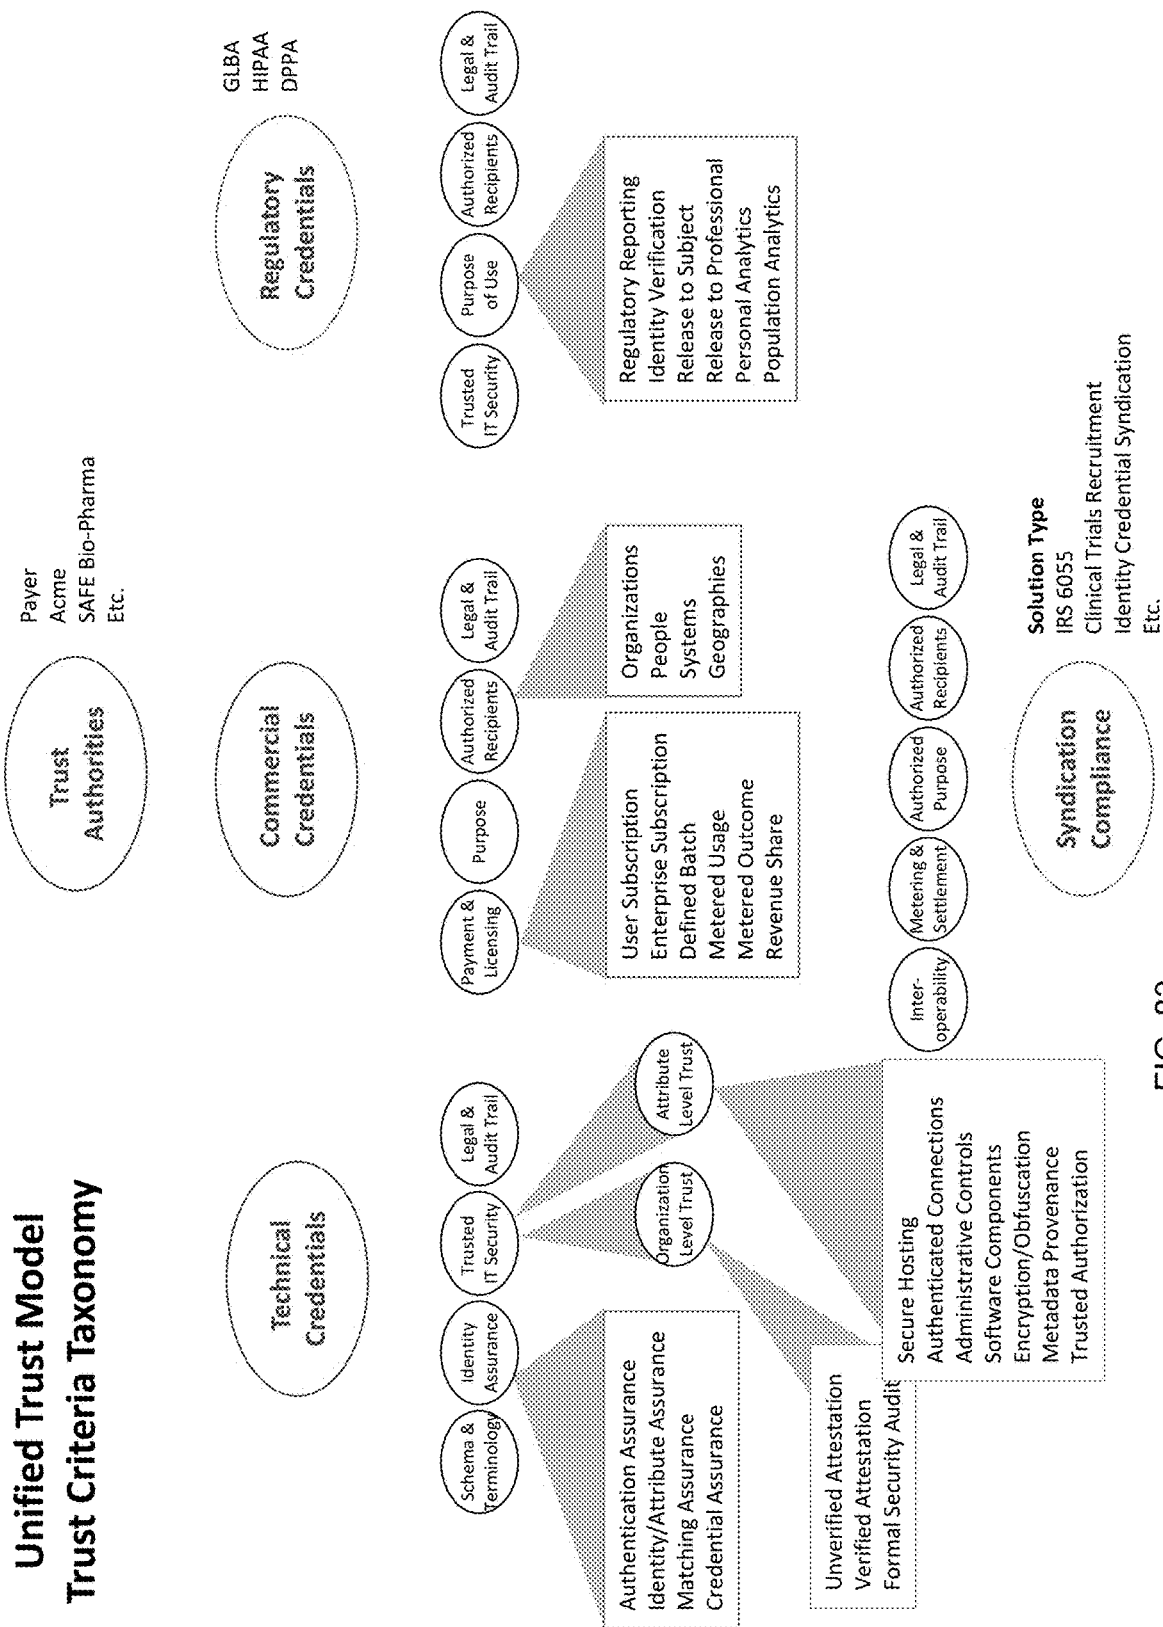 Unified Trust Model
Trust Criteria Taxonomy
Trust
Authorities
Payer
Acme
SAFE Bio-Pharma
Etc.
Technical
Credentials
Commercial
Credentials
Regulatory
Credentials
GLBA
HIPAA
DPPA
Schema &
Terminology
Identity
Assurance
Trusted
IT Security
Legal &
Audit Trail
Payment &
Licensing
Purpose
Authorized
Recipients
Legal &
Audit Trail
Trusted
IT Security
Purpose
of Use
Authorized
Recipients
Legal &
Audit Trail
Authentication Assurance
Identity/Attribute Assurance
Matching Assurance
Credential Assurance
Organization
Level Trust
Attribute
Level Trust
User Subscription
Enterprise Subscription
Defined Batch
Metered Usage
Metered Outcome
Revenue Share
Organizations
People
Systems
Geographies
Regulatory Reporting
Identity Verification
Release to Subject
Release to Professional
Personal Analytics
Population Analytics
Unverified Attestation
Verified Attestation
Formal Security Audit
Secure Hosting
Authenticated Connections
Administrative Controls
Software Components
Encryption/Obfuscation
Metadata Provenance
Trusted Authorization
Inter-
operability
Metering &
Settlement
Authorized
Purpose
Authorized
Recipients
Legal &
Audit Trail
Syndication
Compliance
Solution Type
IRS 6055
Clinical Trials Recruitment
Identity Credential Syndication
Etc.
FIG.